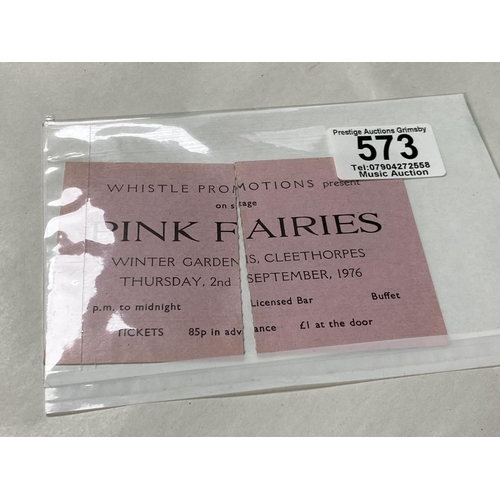 Prestige Auctions Grimsby
573
Tel:07904272558
Music Auction
WHISTLE PROMOTIONS present
on stage
PINK FAIRIES
WINTER GARDENS, CLEETHORPES
THURSDAY, 2nd SEPTEMBER, 1976
p.m. to midnight Licensed Bar Buffet
TICKETS 85p in advance £1 at the door